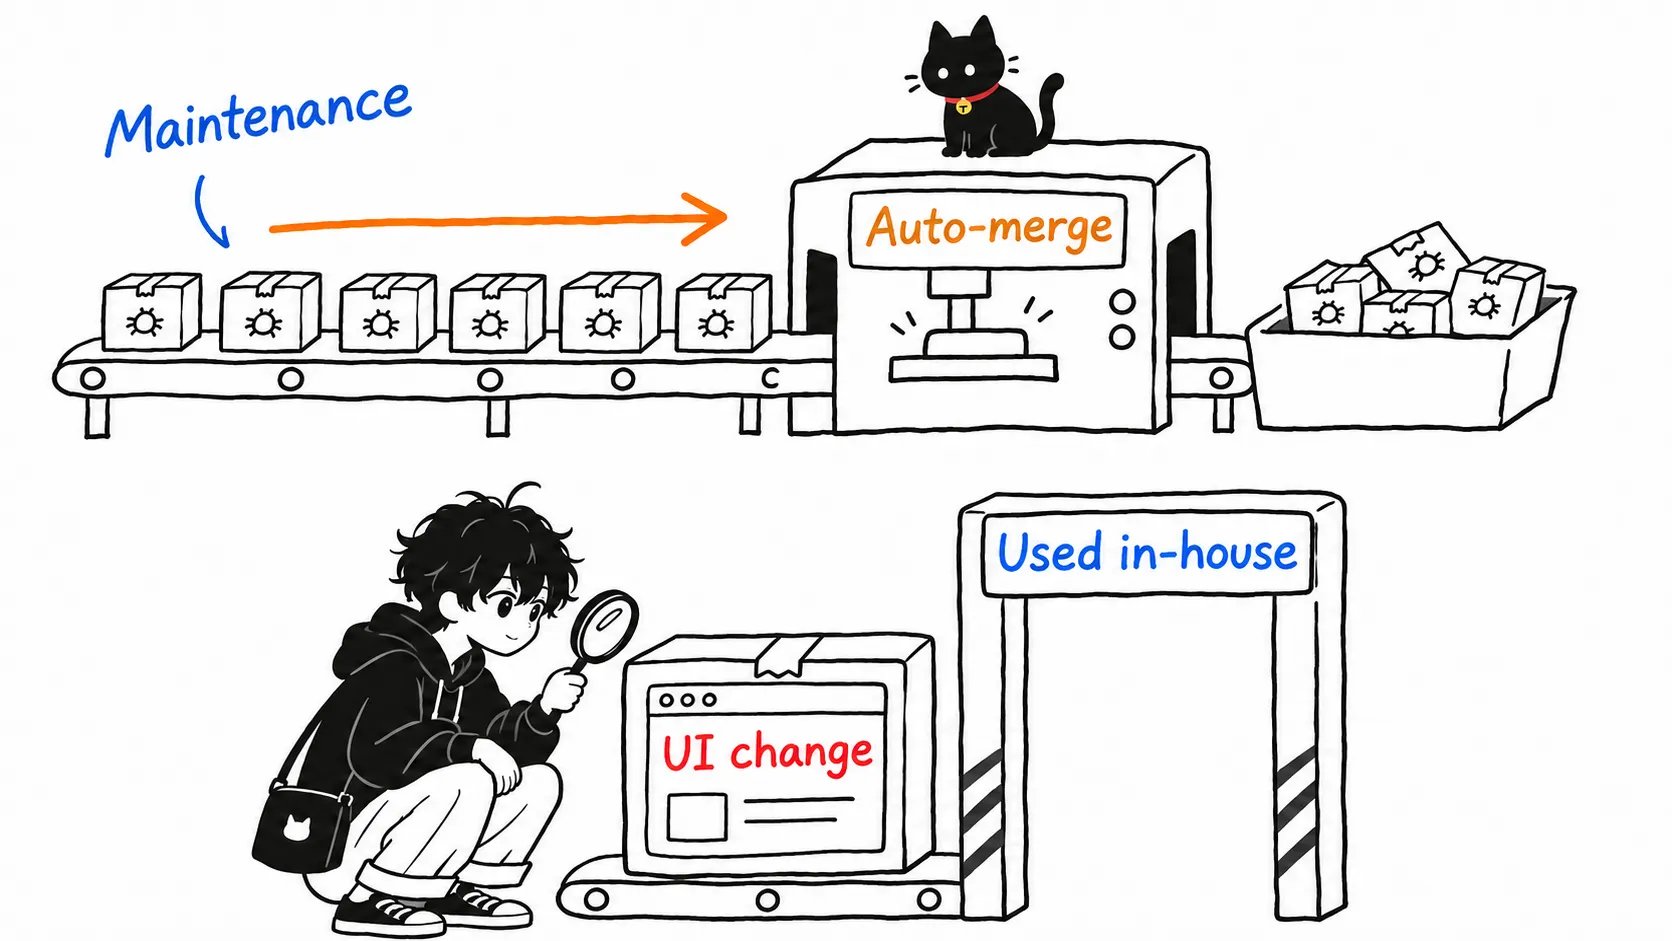 Maintenance
Auto-merge
T
Used in-house
UI change